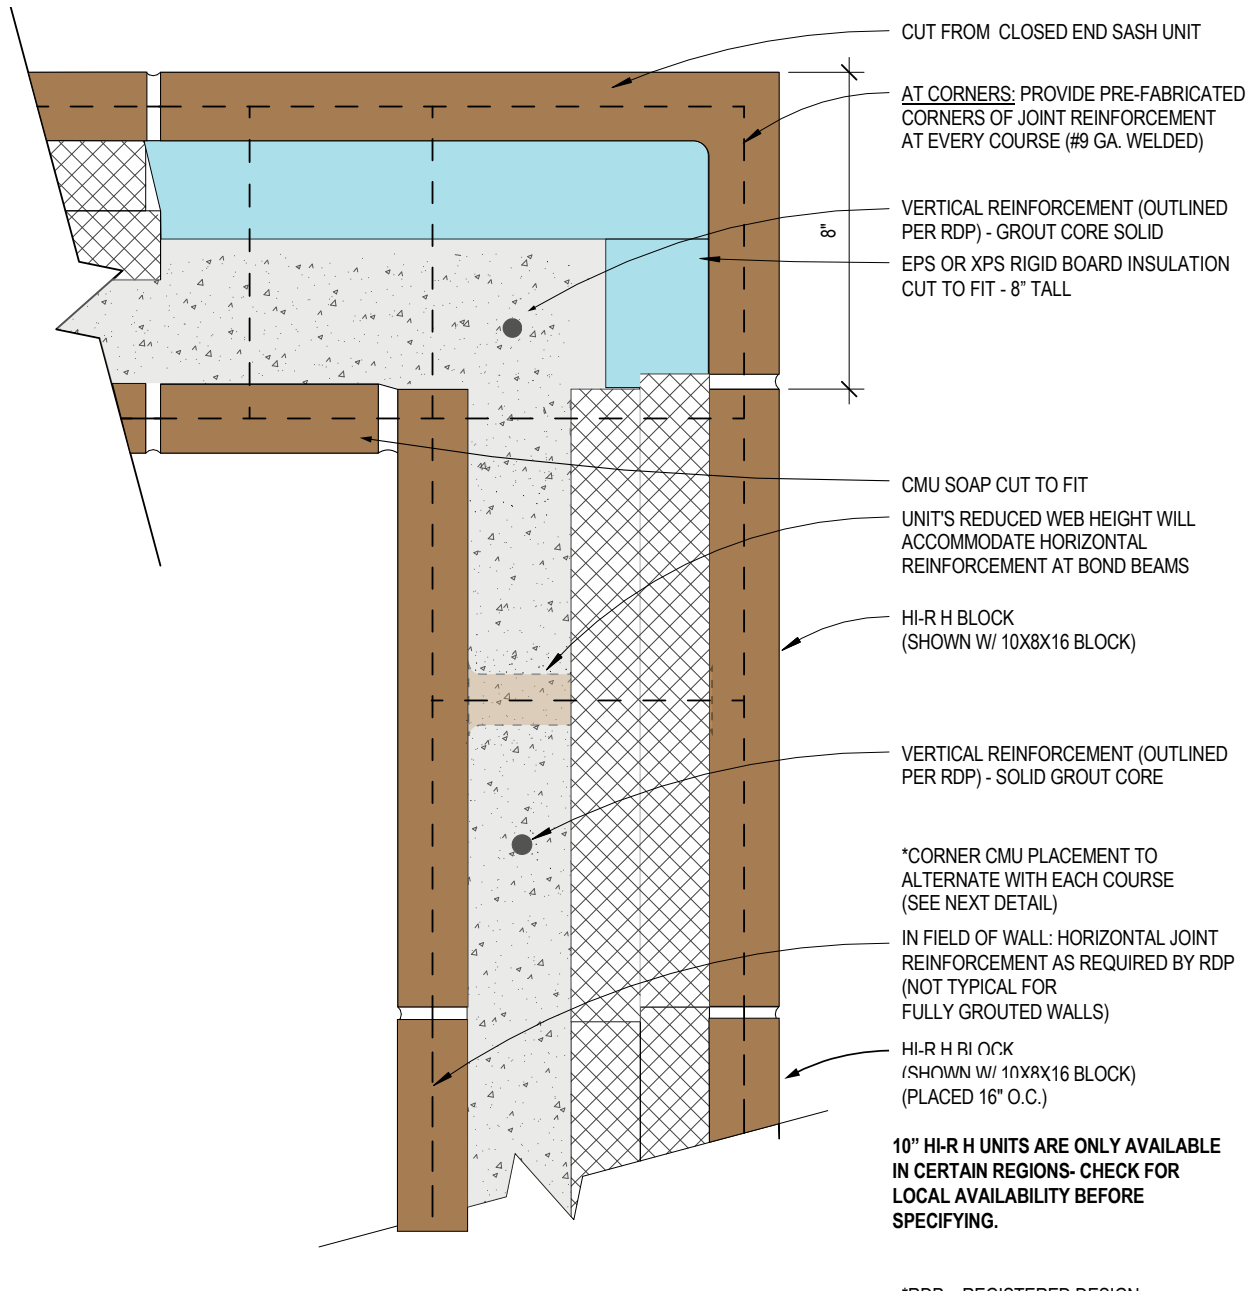 CUT FROM CLOSED END SASH UNIT
AT CORNERS: PROVIDE PRE-FABRICATED
CORNERS OF JOINT REINFORCEMENT
AT EVERY COURSE (#9 GA. WELDED)
8"
VERTICAL REINFORCEMENT (OUTLINED
PER RDP) - GROUT CORE SOLID
EPS OR XPS RIGID BOARD INSULATION
CUT TO FIT - 8” TALL
CMU SOAP CUT TO FIT
UNIT'S REDUCED WEB HEIGHT WILL
ACCOMMODATE HORIZONTAL
REINFORCEMENT AT BOND BEAMS
HI-R H BLOCK
(SHOWN W/ 10X8X16 BLOCK)
VERTICAL REINFORCEMENT (OUTLINED
PER RDP) - SOLID GROUT CORE
*CORNER CMU PLACEMENT TO
ALTERNATE WITH EACH COURSE
(SEE NEXT DETAIL)
IN FIELD OF WALL: HORIZONTAL JOINT
REINFORCEMENT AS REQUIRED BY RDP
(NOT TYPICAL FOR
FULLY GROUTED WALLS)
HI-R H BLOCK
(SHOWN W/ 10X8X16 BLOCK)
(PLACED 16" O.C.)
10” HI-R H UNITS ARE ONLY AVAILABLE
IN CERTAIN REGIONS- CHECK FOR
LOCAL AVAILABILITY BEFORE
SPECIFYING.
REGISTERED DESIGN